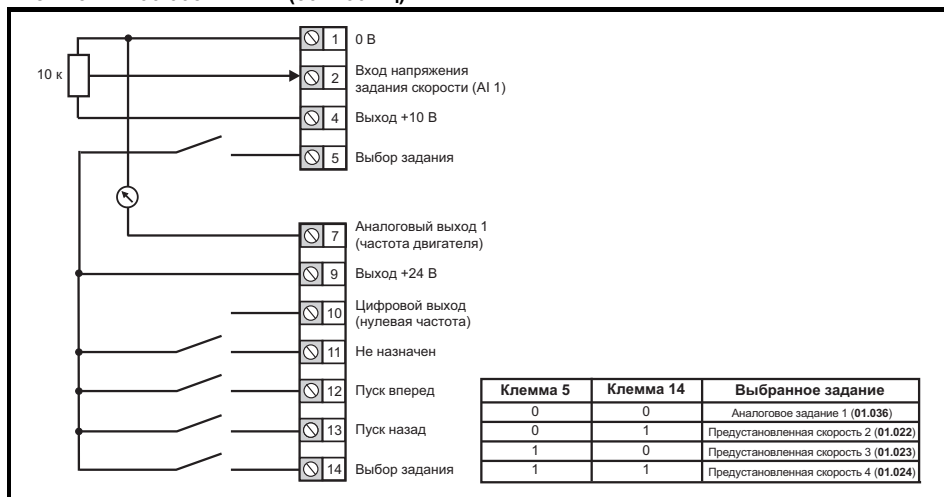 1 0 В
10 к
2 Вход напряжения
задания скорости (AI 1)
4 Выход +10 В
5 Выбор задания
7 Аналоговый выход 1
(частота двигателя)
9 Выход +24 В
10 Цифровой выход
(нулевая частота)
11 Не назначен
12 Пуск вперед
13 Пуск назад
14 Выбор задания
Клемма 5 Клемма 14 Выбранное задание
0 0 Аналоговое задание 1 (01.036)
0 1 Предустановленная скорость 2 (01.022)
1 0 Предустановленная скорость 3 (01.023)
1 1 Предустановленная скорость 4 (01.024)